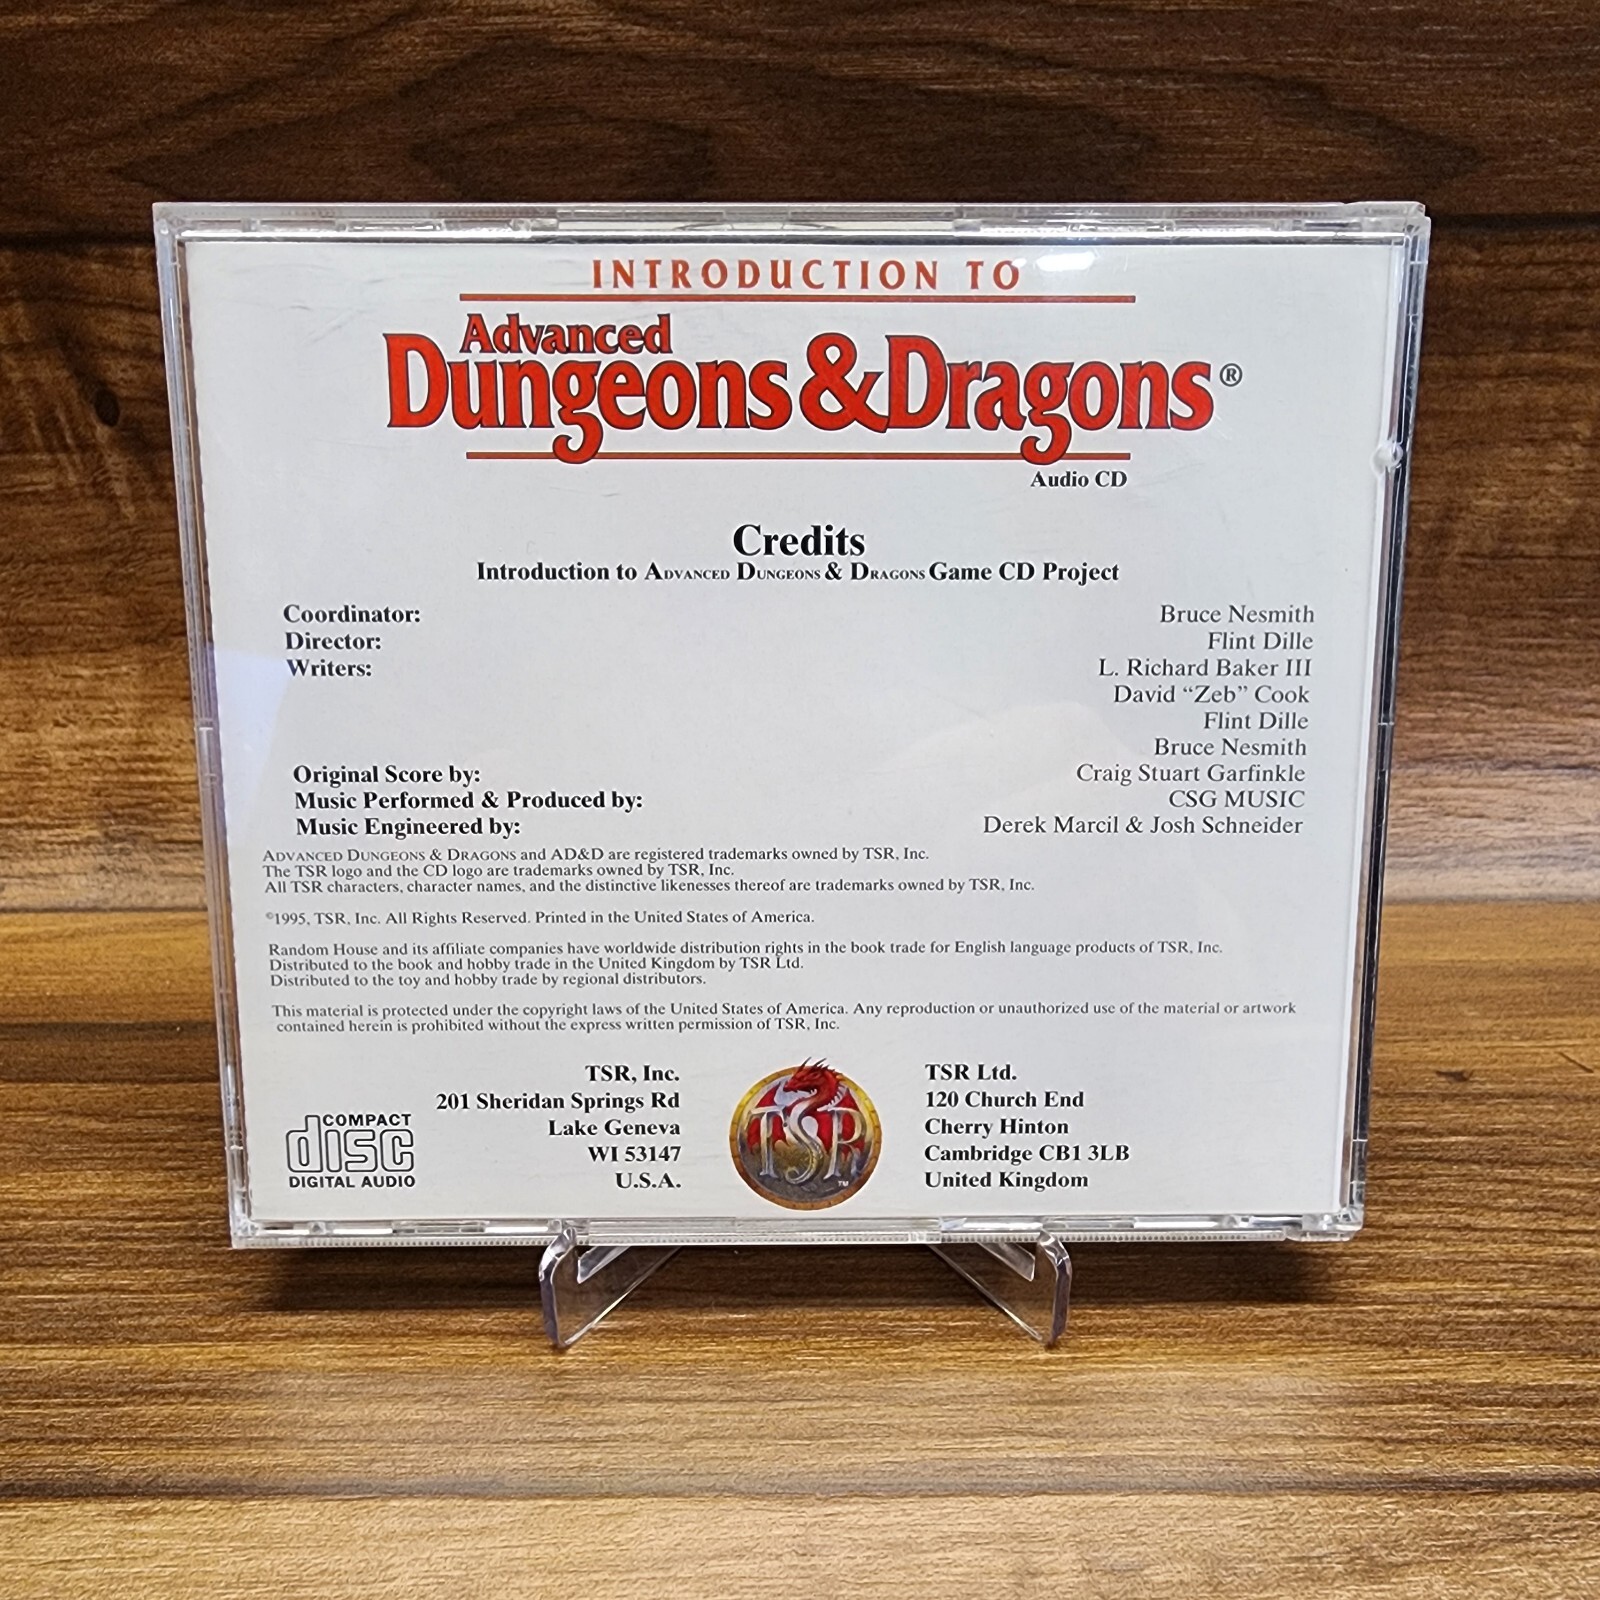 INTRODUCTION TO
Advanced
Dungeons & Dragons®
Audio CD
Credits
Introduction to ADVANCED DUNGEONS & DRAGONS Game CD Project
Coordinator: Bruce Nesmith
Director: Flint Dille
Writers: L. Richard Baker III
David “Zeb” Cook
Flint Dille
Bruce Nesmith
Original Score by: Craig Stuart Garfinkle
Music Performed & Produced by: CSG MUSIC
Music Engineered by: Derek Marcil & Josh Schneider
ADVANCED DUNGEONS & DRAGONS and AD&D are registered trademarks owned by TSR, Inc.
The TSR logo and the CD logo are trademarks owned by TSR, Inc.
All TSR characters, character names, and the distinctive likenesses thereof are trademarks owned by TSR, Inc.
©1995, TSR, Inc. All Rights Reserved. Printed in the United States of America.
Random House and its affiliate companies have worldwide distribution rights in the book trade for English language products of TSR, Inc.
Distributed to the book and hobby trade in the United Kingdom by TSR Ltd.
Distributed to the toy and hobby trade by regional distributors.
This material is protected under the copyright laws of the United States of America. Any reproduction or unauthorized use of the material or artwork
contained herein is prohibited without the express written permission of TSR, Inc.
COMPACT
disc
DIGITAL AUDIO
TSR, Inc.
201 Sheridan Springs Rd
Lake Geneva
WI 53147
U.S.A.
TSR
™
TSR Ltd.
120 Church End
Cherry Hinton
Cambridge CB1 3LB
United Kingdom